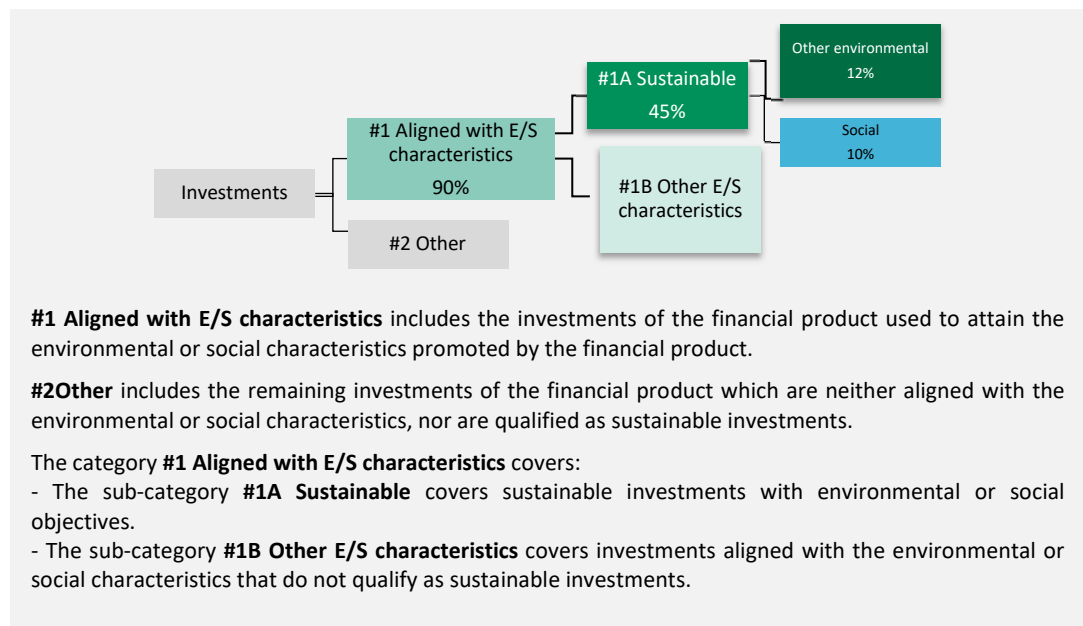 Other environmental
12%
#1A Sustainable
45%
Social
10%
#1 Aligned with E/S
characteristics
90%
#1B Other E/S
characteristics
Investments
#2 Other
#1 Aligned with E/S characteristics includes the investments of the financial product used to attain the
environmental or social characteristics promoted by the financial product.
#2Other includes the remaining investments of the financial product which are neither aligned with the
environmental or social characteristics, nor are qualified as sustainable investments.
The category #1 Aligned with E/S characteristics covers:
- The sub-category #1A Sustainable covers sustainable investments with environmental or social
objectives.
- The sub-category #1B Other E/S characteristics covers investments aligned with the environmental or
social characteristics that do not qualify as sustainable investments.